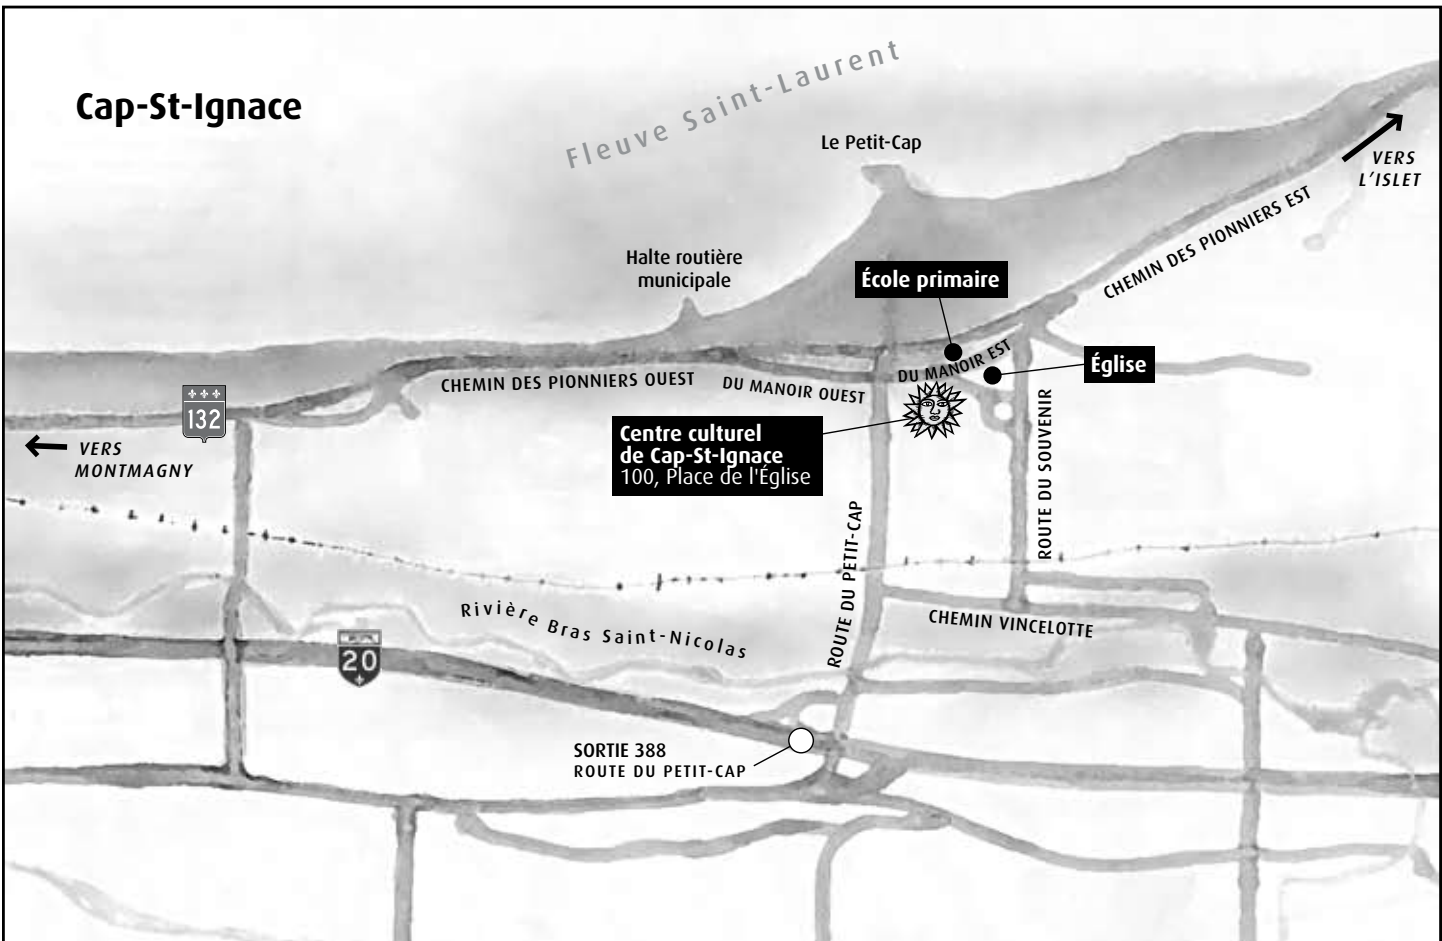 Cap-St-Ignace
Fleuve Saint-Laurent
Le Petit-Cap
VERS
L'ISLET
CHEMIN DES PIONNIERS EST
Halte routière
municipale
École primaire
Église
DU MANOIR EST
CHEMIN DES PIONNIERS OUEST
DU MANOIR OUEST
132
VERS
MONTMAGNY
Centre culturel
de Cap-St-Ignace
100, Place de l'Église
ROUTE DU SOUVENIR
ROUTE DU PETIT-CAP
CHEMIN VINCELOTTE
Rivière Bras Saint-Nicolas
20
SORTIE 388
ROUTE DU PETIT-CAP